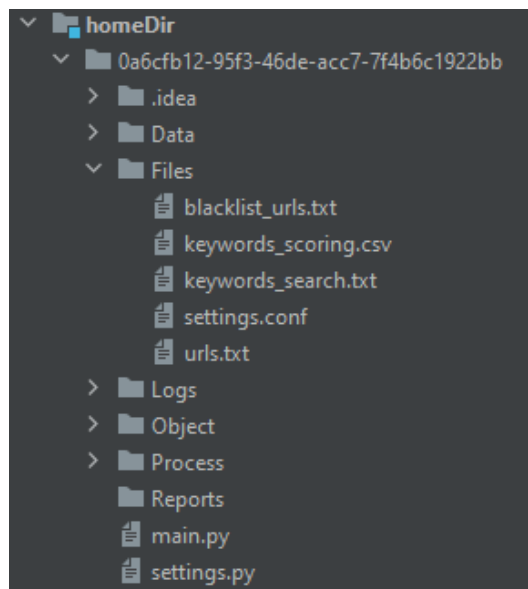 homeDir
0a6cfb12-95f3-46de-acc7-7f4b6c1922bb
.idea
Data
Files
blacklist_urls.txt
keywords_scoring.csv
keywords_search.txt
settings.conf
urls.txt
Logs
Object
Process
Reports
main.py
settings.py